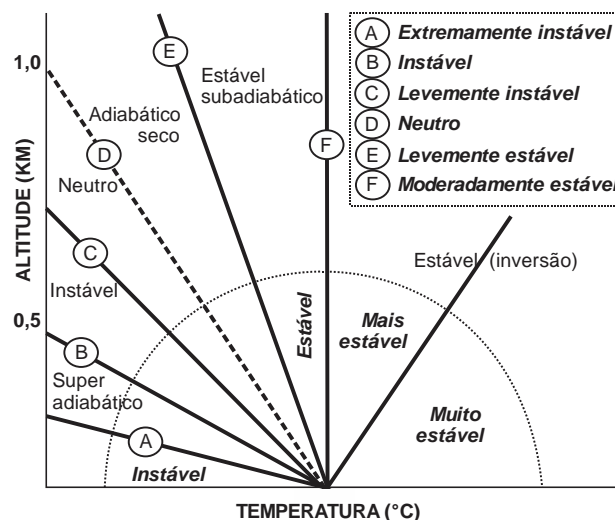 ALTITUDE (KM)
1,0
0,5
E
Estável
subadiabático
Adiabático
seco
D
Neutro
F
C
Instável
B
Super
adiabático
A
Instável
Estável
Mais
estável
Estável (inversão)
Muito
estável
A Extremamente instável
B Instável
C Levemente instável
D Neutro
E Levemente estável
F Moderadamente estável
TEMPERATURA (°C)